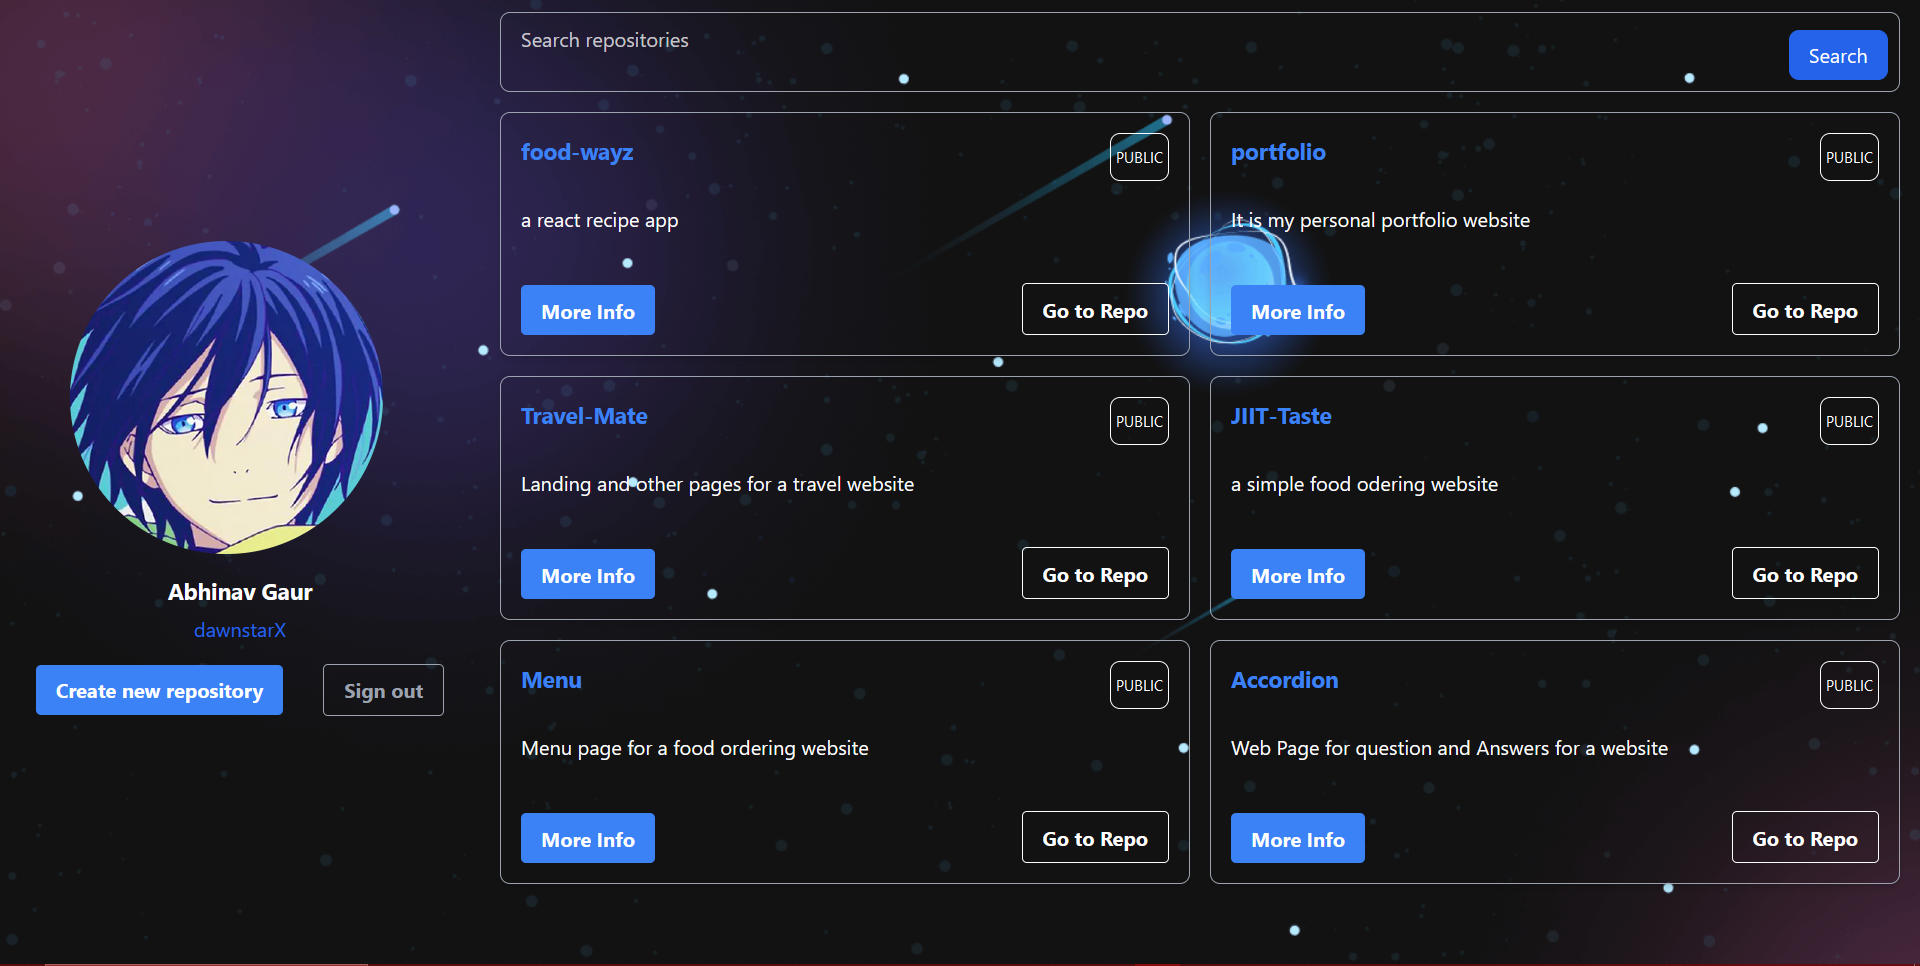 Search repositories
Search
food-wayz
PUBLIC
a react recipe app
More Info
Go to Repo
portfolio
PUBLIC
It is my personal portfolio website
More Info
Go to Repo
Travel-Mate
PUBLIC
Landing and other pages for a travel website
More Info
Go to Repo
JIIT-Taste
PUBLIC
a simple food odering website
More Info
Go to Repo
Menu
PUBLIC
Menu page for a food ordering website
More Info
Go to Repo
Accordion
PUBLIC
Web Page for question and Answers for a website
More Info
Go to Repo
Abhinav Gaur
dawnstarX
Create new repository
Sign out